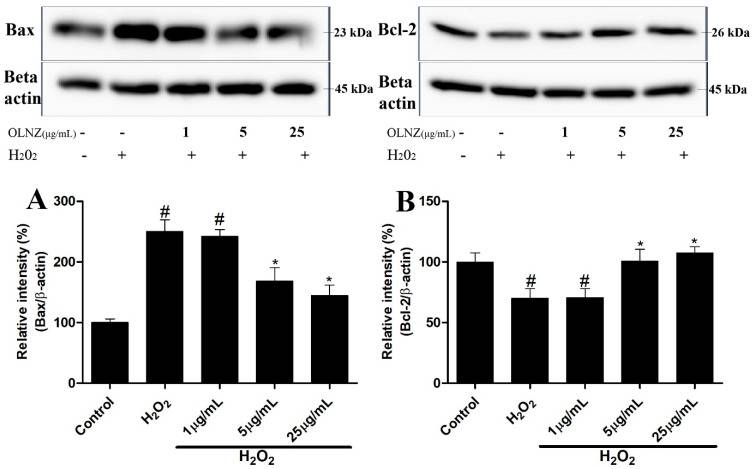 Bax
23 kDa
Beta
actin
45 kDa
OLNZ(μg/mL) - - 1 5 25
H2O2 - + + + +
Bcl-2
26 kDa
Beta
actin
45 kDa
OLNZ(μg/mL) - - 1 5 25
H2O2 - + + + +
A
Relative intensity (%)
(Bax/β-actin)
300
200
100
0
# # * *
Control
H₂O₂
1μg/mL
5μg/mL
25μg/mL
H₂O₂
B
Relative intensity (%)
(Bcl-2/β-actin)
150
100
50
0
# # * *
Control
H₂O₂
1μg/mL
5μg/mL
25μg/mL
H₂O₂